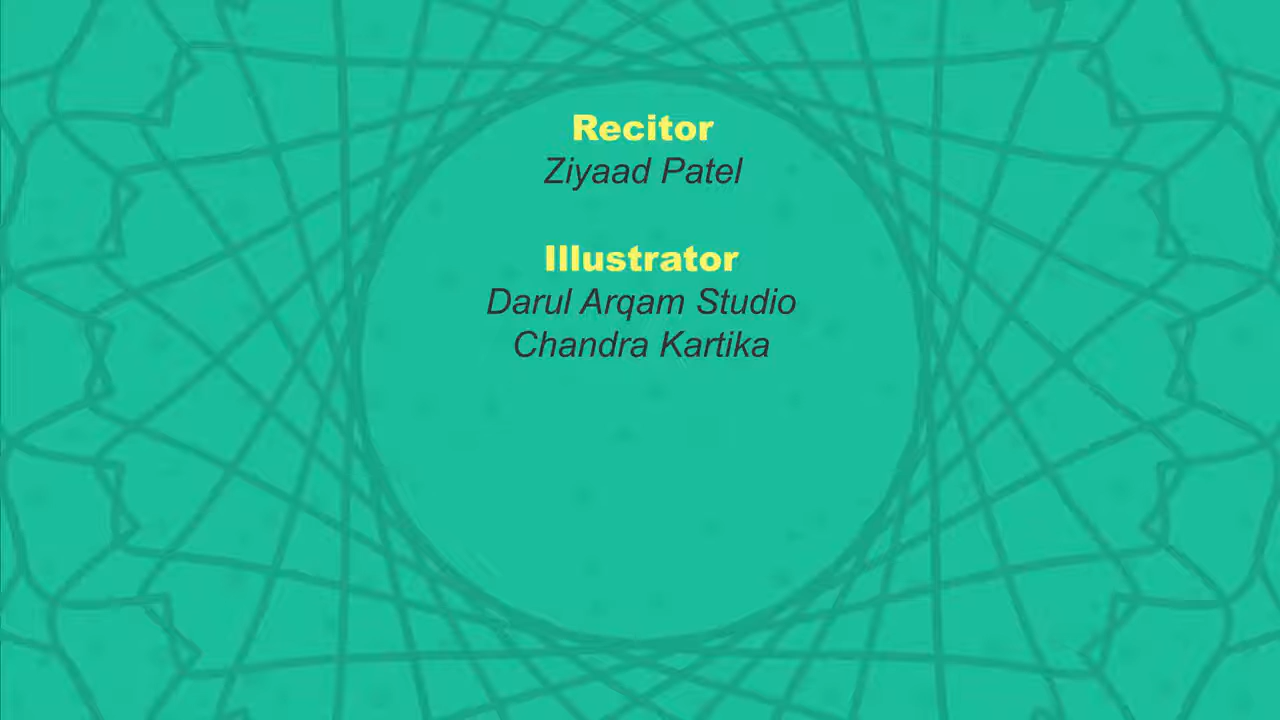 Recitor
Ziyaad Patel
Illustrator
Darul Arqam Studio
Chandra Kartika